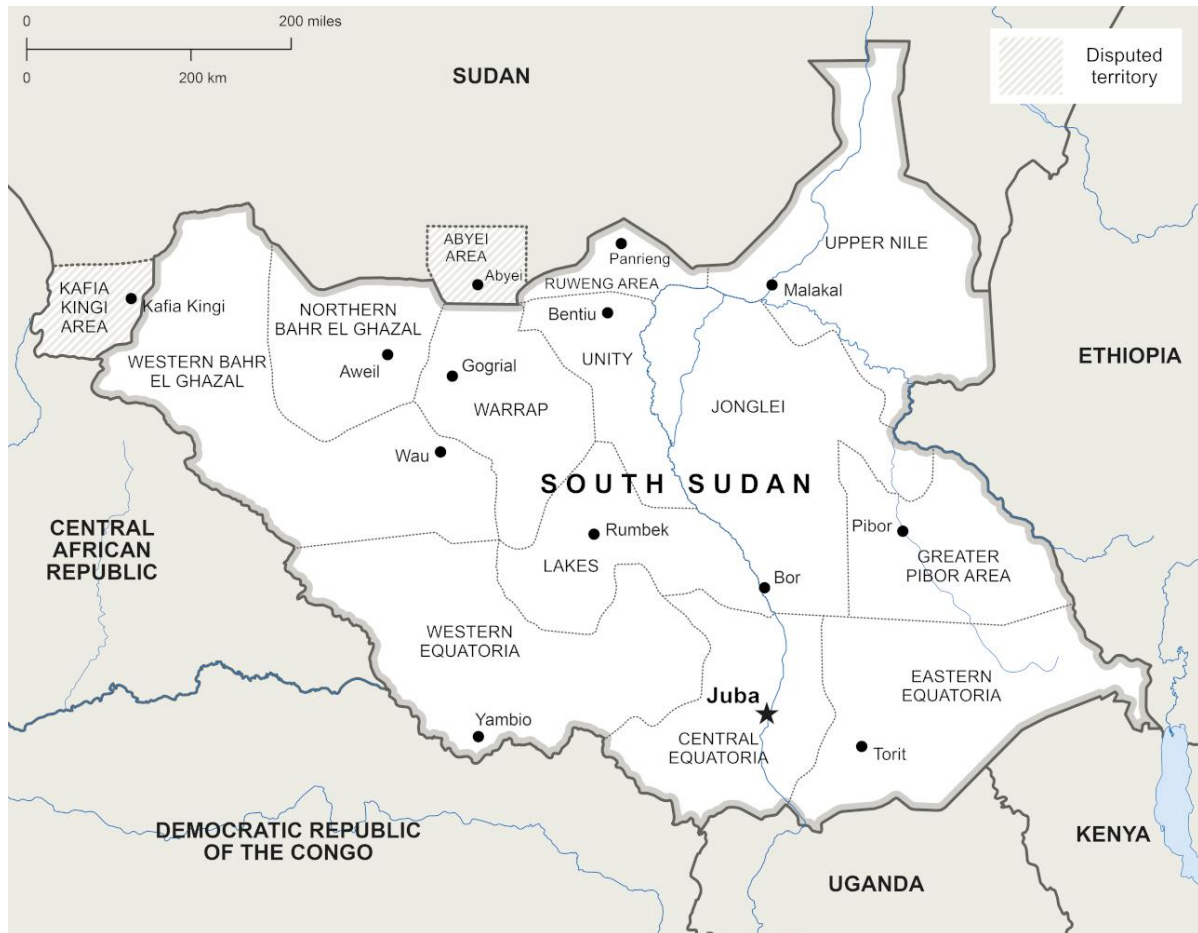 0
200 miles
0
200 km
SUDAN
Disputed
territory
UPPER NILE
ABYEI
AREA
Abyei
Panrieng
RUWENG AREA
KAFIA
KINGI
AREA
Kafia Kingi
NORTHERN
BAHR EL GHAZAL
Bentiu
Malakal
WESTERN BAHR
EL GHAZAL
Aweil
Gogrial
UNITY
ETHIOPIA
WARRAP
JONGLEI
Wau
SOUTH SUDAN
CENTRAL
AFRICAN
REPUBLIC
Rumbek
LAKES
Pibor
GREATER
PIBOR AREA
Bor
WESTERN
EQUATORIA
EASTERN
EQUATORIA
Juba
Yambio
CENTRAL
EQUATORIA
Torit
DEMOCRATIC REPUBLIC
OF THE CONGO
KENYA
UGANDA